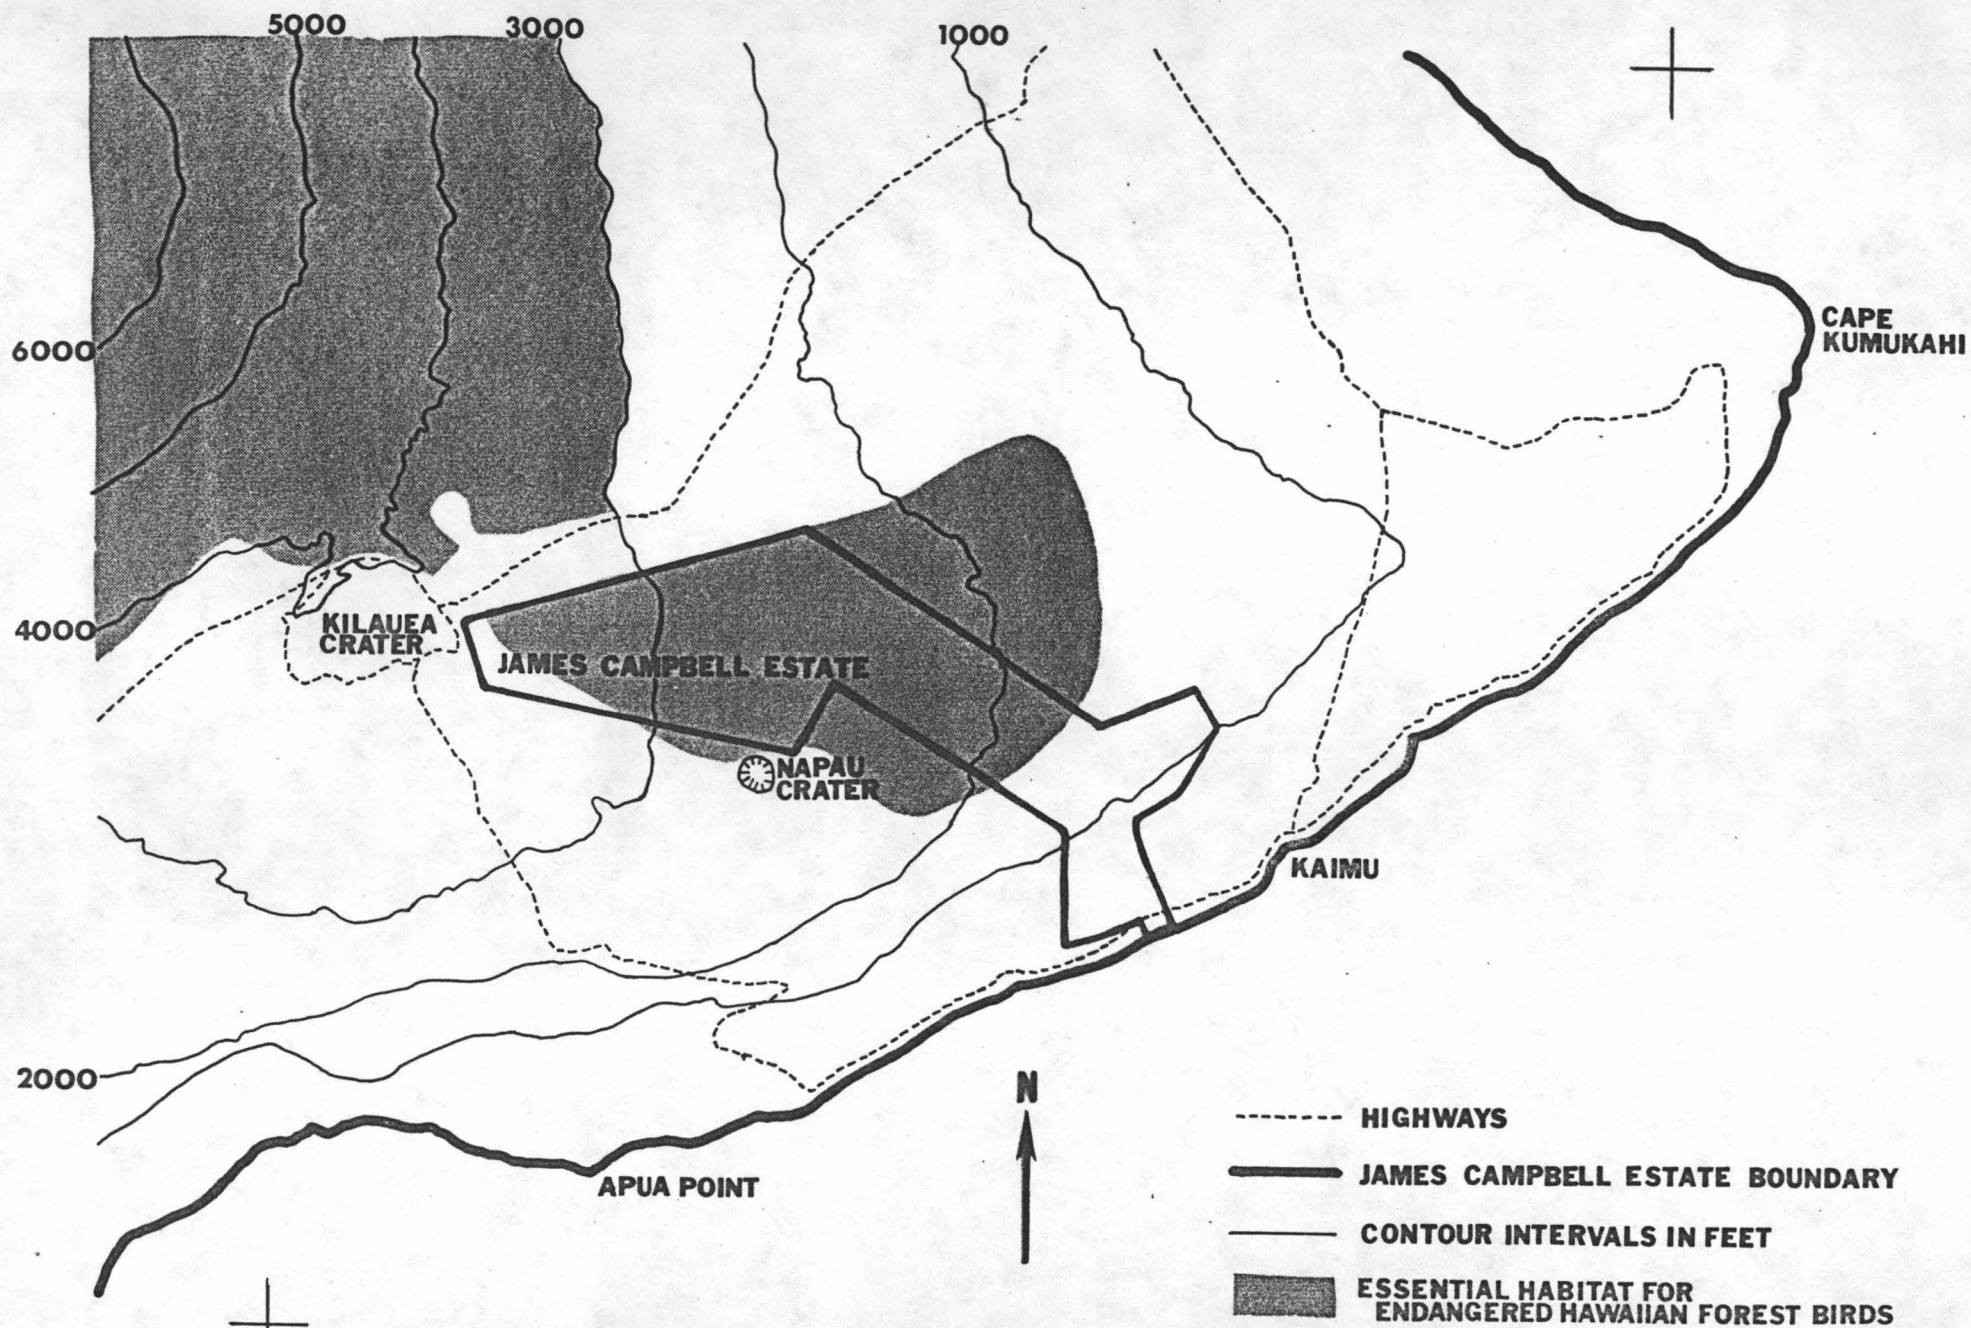 5000
3000
1000
6000
CAPE
KUMUKAHI
4000
KILAUEA
CRATER
JAMES CAMPBELL ESTATE
NAPAU
CRATER
KAIMU
2000
N
APUA POINT
HIGHWAYS
JAMES CAMPBELL ESTATE BOUNDARY
CONTOUR INTERVALS IN FEET
ESSENTIAL HABITAT FOR
ENDANGERED HAWAIIAN FOREST BIRDS